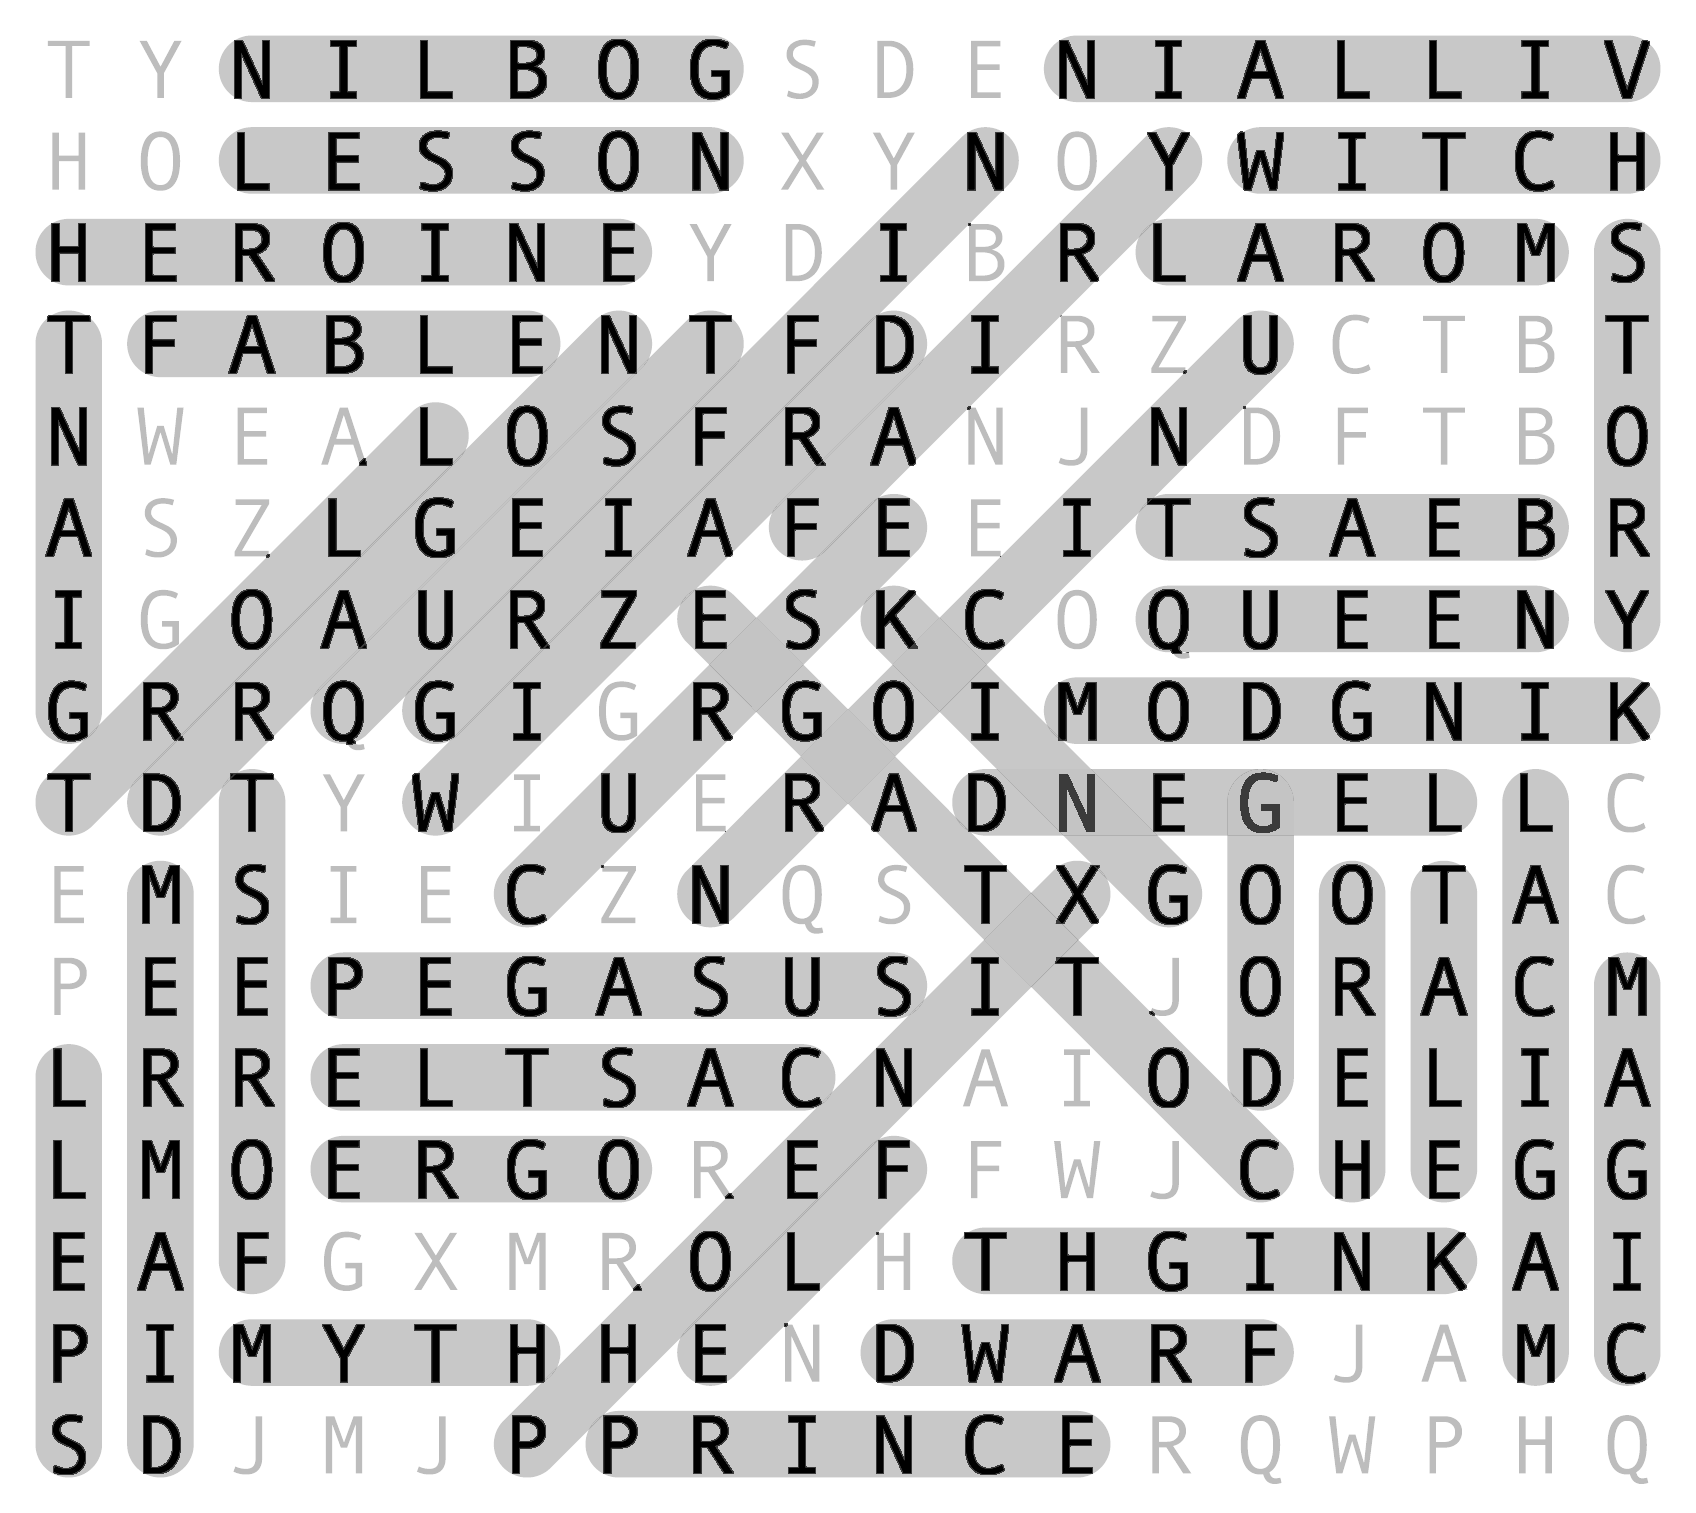 T Y N I L B O G S D E N I A L L I V
H O L E S S O N X Y N O Y W I T C H
H E R O I N E Y D I B R L A R O M S
T F A B L E N T F D I R Z U C T B T
N W E A L O S F R A N J N D F T B O
A S Z L G E I A F E E I T S A E B R
I G O A U R Z E S K C O Q U E E N Y
G R R Q G I G R G O I M O D G N I K
T D T Y W I U E R A D N E G E L L C
E M S I E C Z N Q S T X G O O T A C
P E E P E G A S U S I T J O R A C M
L R R E L T S A C N A I O D E L I A
L M O E R G O R E F F W J C H E G G
E A F G X M R O L H T H G I N K A I
P I M Y T H H E N D W A R F J A M C
S D J M J P P R I N C E R Q W P H Q